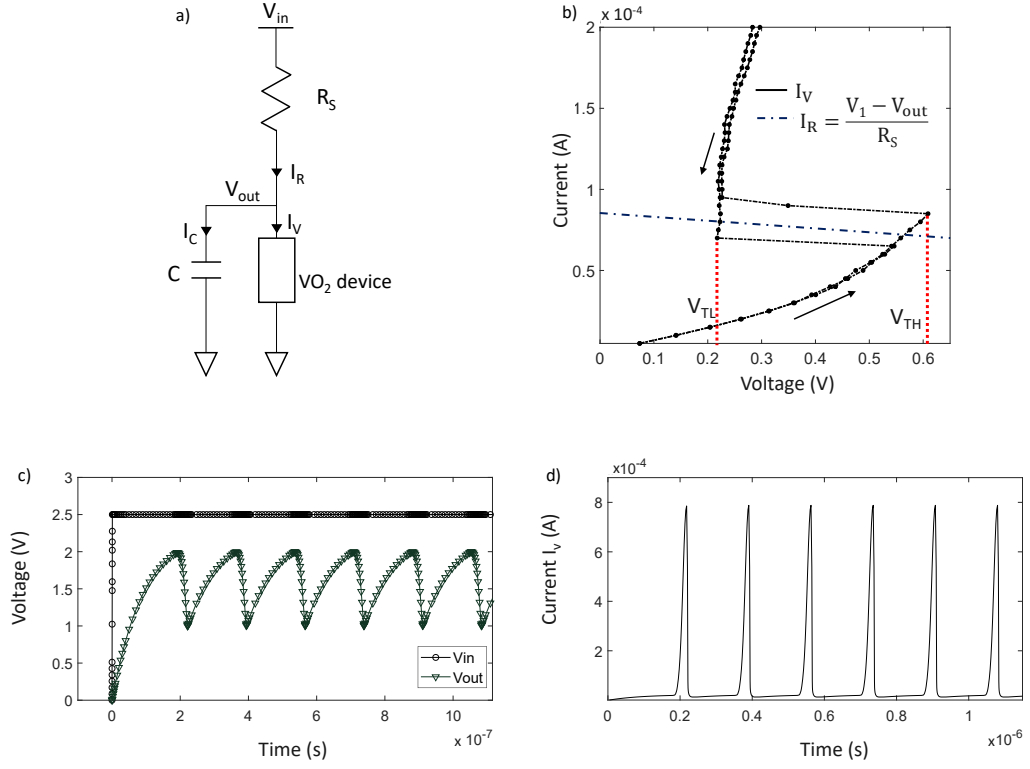 a)
V_in
R_S
I_R
V_out
I_C
I_V
C
VO₂ device
b)
x 10⁻⁴
2
1.5
1
0.5
Current (A)
I_V
I_R = (V₁ − V_out) / R_S
V_TL
V_TH
0 0.1 0.2 0.3 0.4 0.5 0.6
Voltage (V)
c)
3
2.5
2
1.5
1
0.5
0
Voltage (V)
Vin
Vout
0 2 4 6 8 10
x 10⁻⁷
Time (s)
d)
×10⁻⁴
8
6
4
2
Current I_v (A)
0 0.2 0.4 0.6 0.8 1
x10⁻⁶
Time (s)